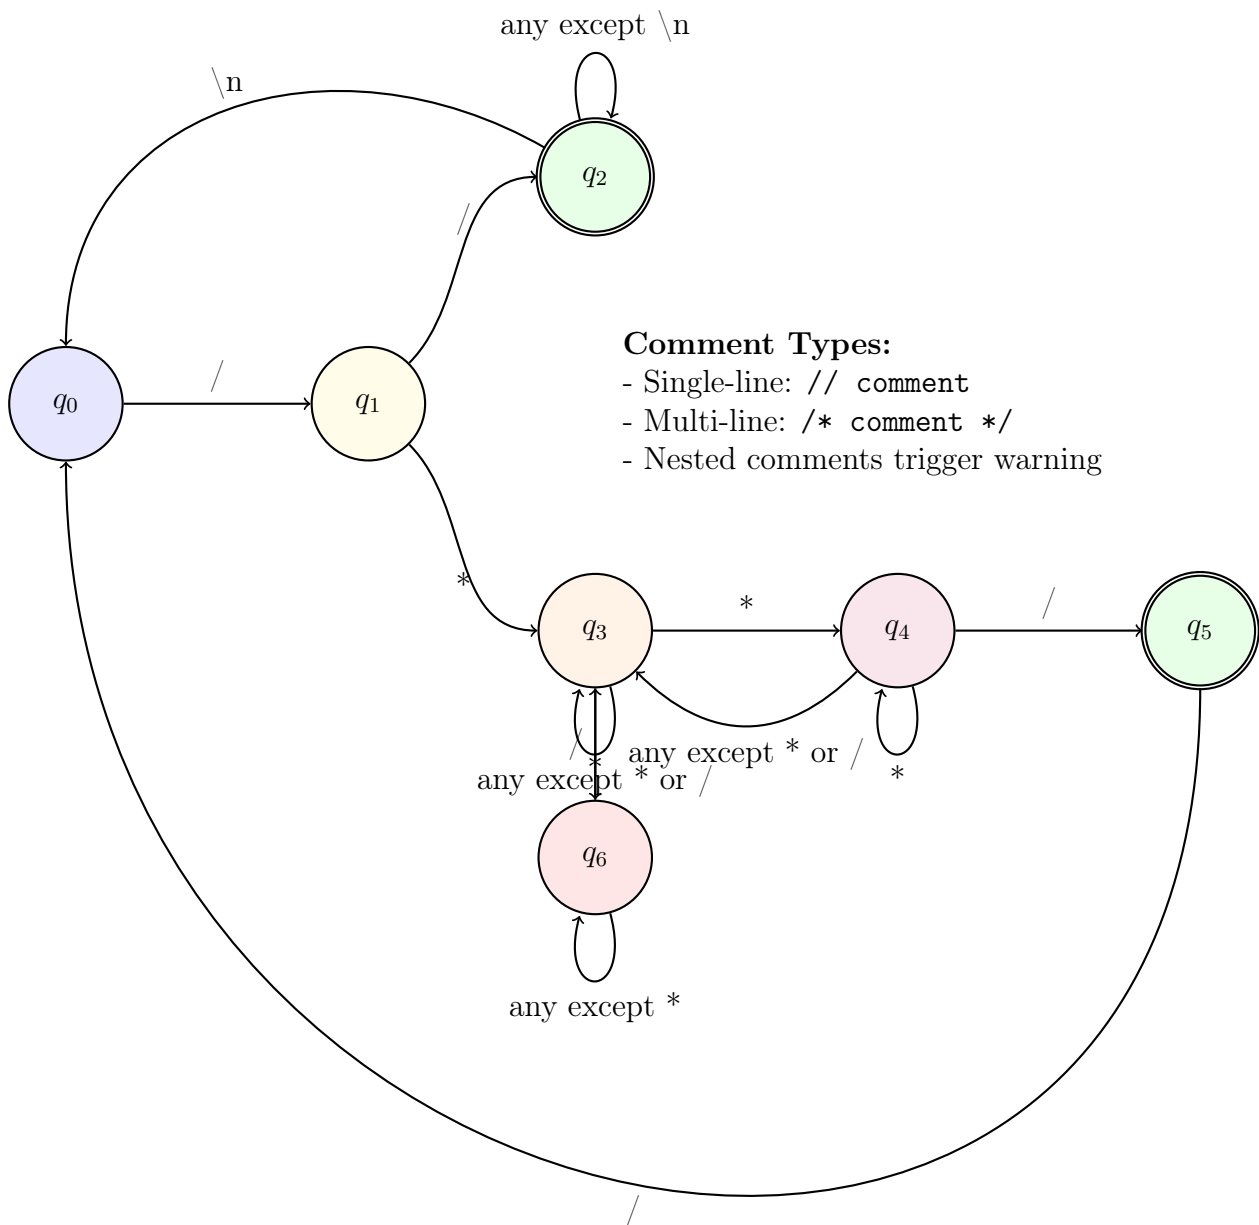 any except \n
\n
q2
/
q0
/
q1
Comment Types:
- Single-line: // comment
- Multi-line: /* comment */
- Nested comments trigger warning
*
q3
*
q4
/
q5
/
*
any except * or /
any except * or /
*
q6
any except *
/